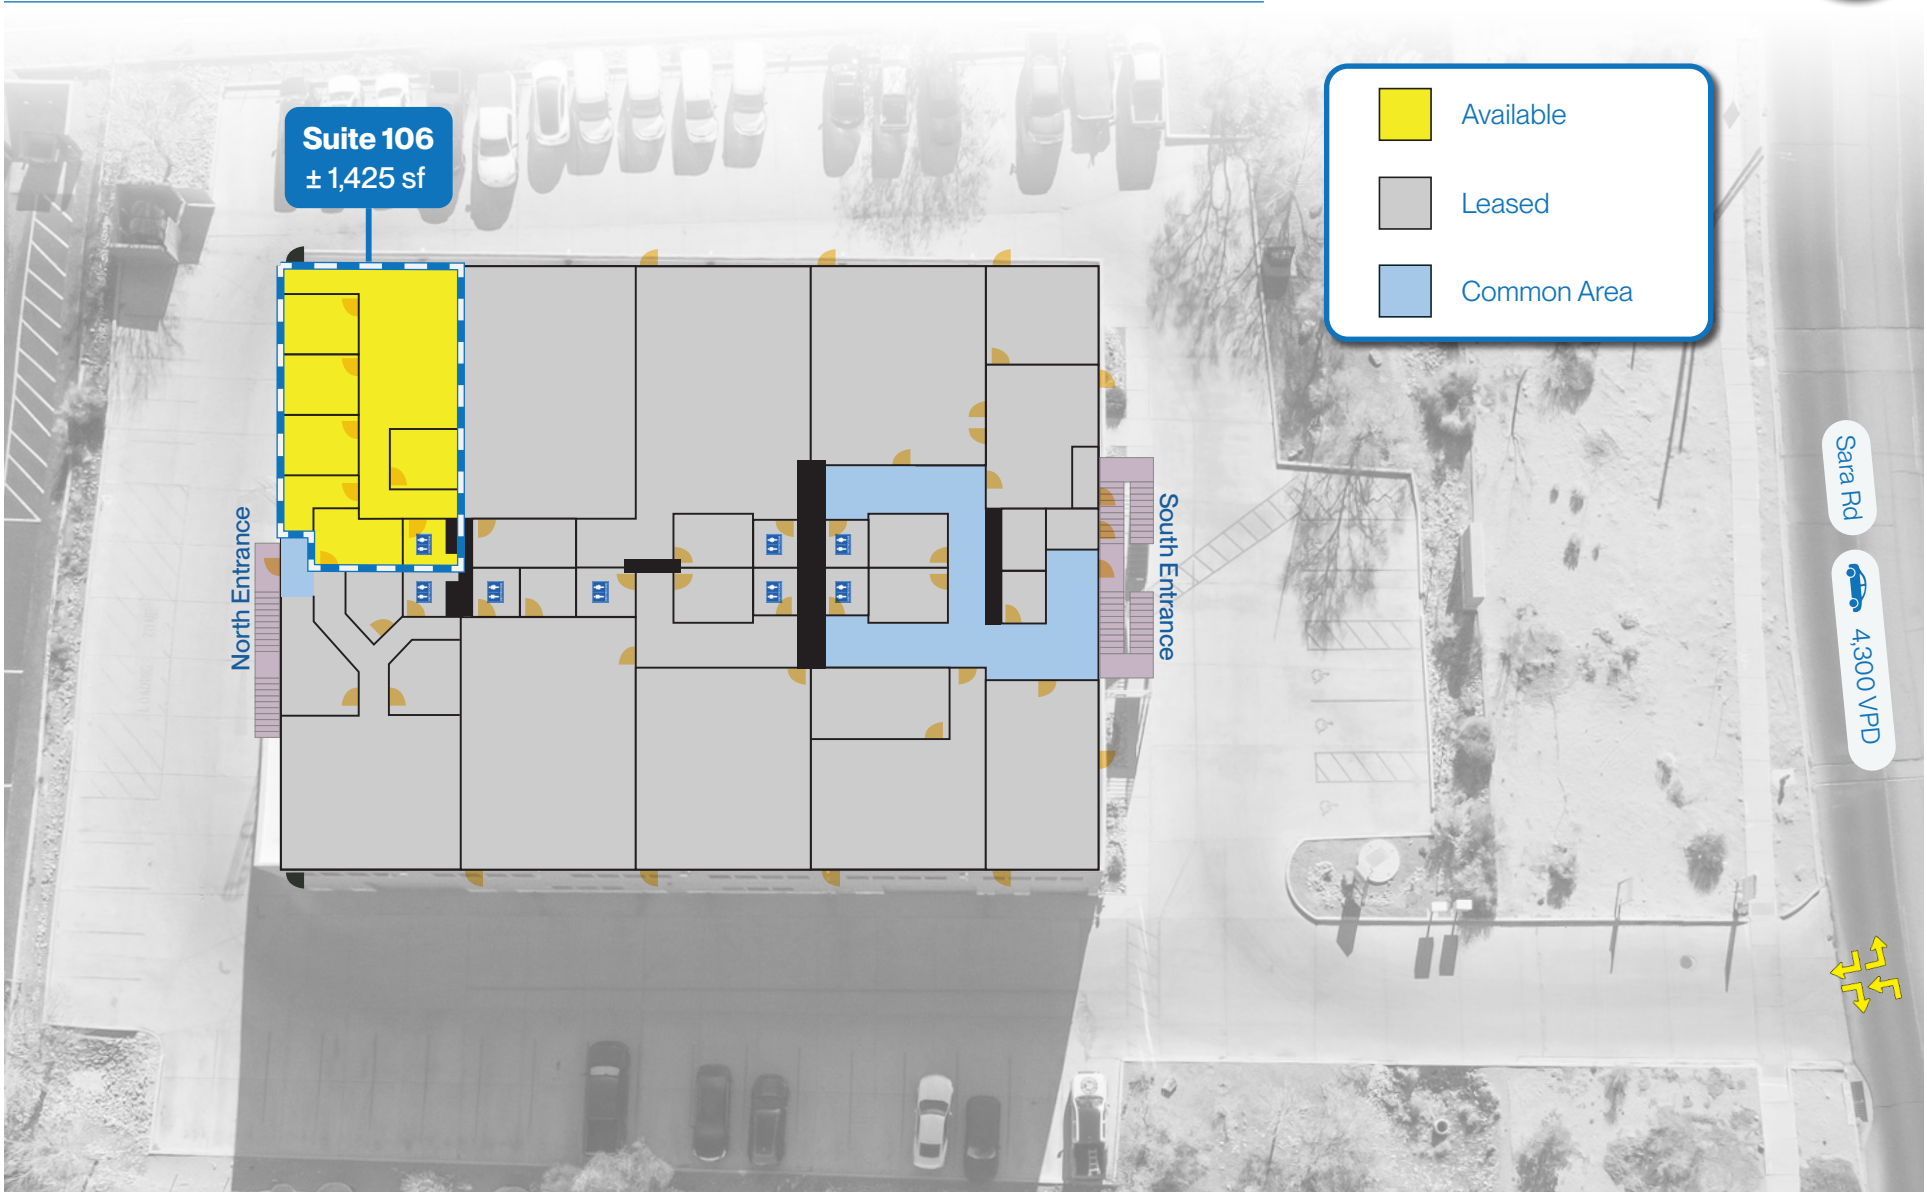 Suite 106
± 1,425 sf
Available
Leased
Common Area
North Entrance
South Entrance
Sara Rd
4,300 VPD